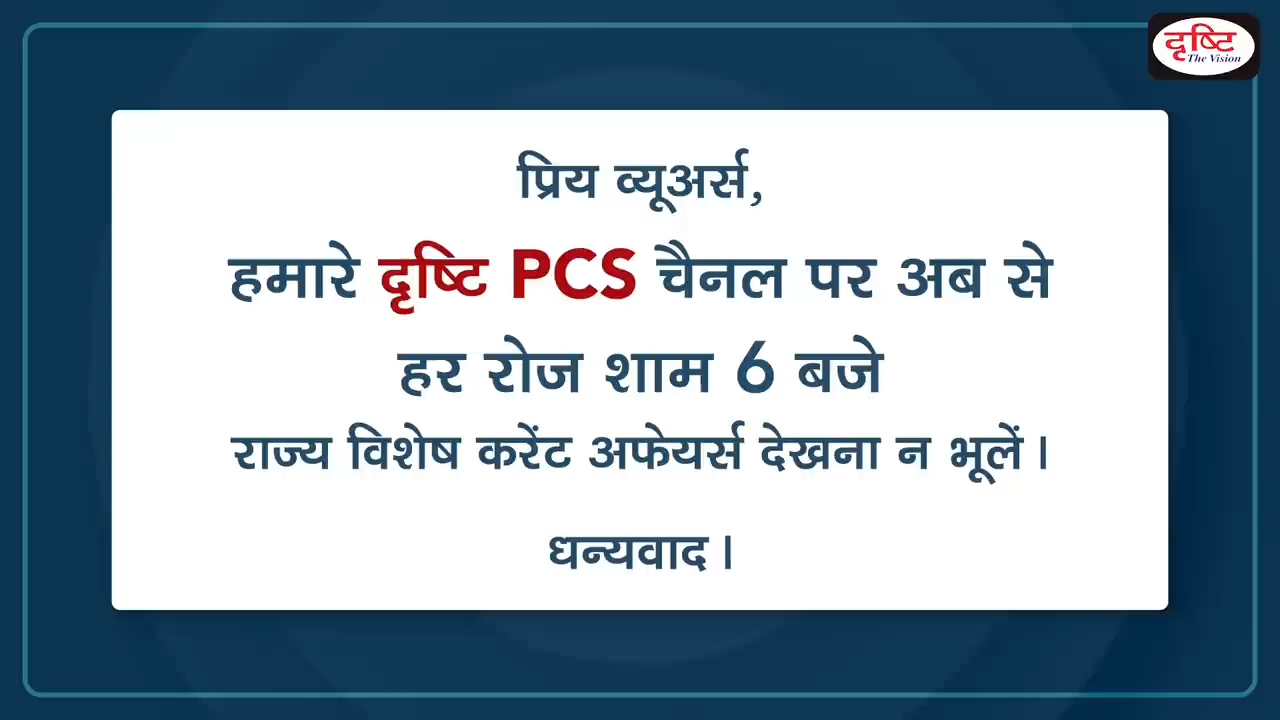 दृष्टि
The Vision
प्रिय व्यूअर्स,
हमारे दृष्टि PCS चैनल पर अब से
हर रोज शाम 6 बजे
राज्य विशेष करेंट अफेयर्स देखना न भूलें।
धन्यवाद।